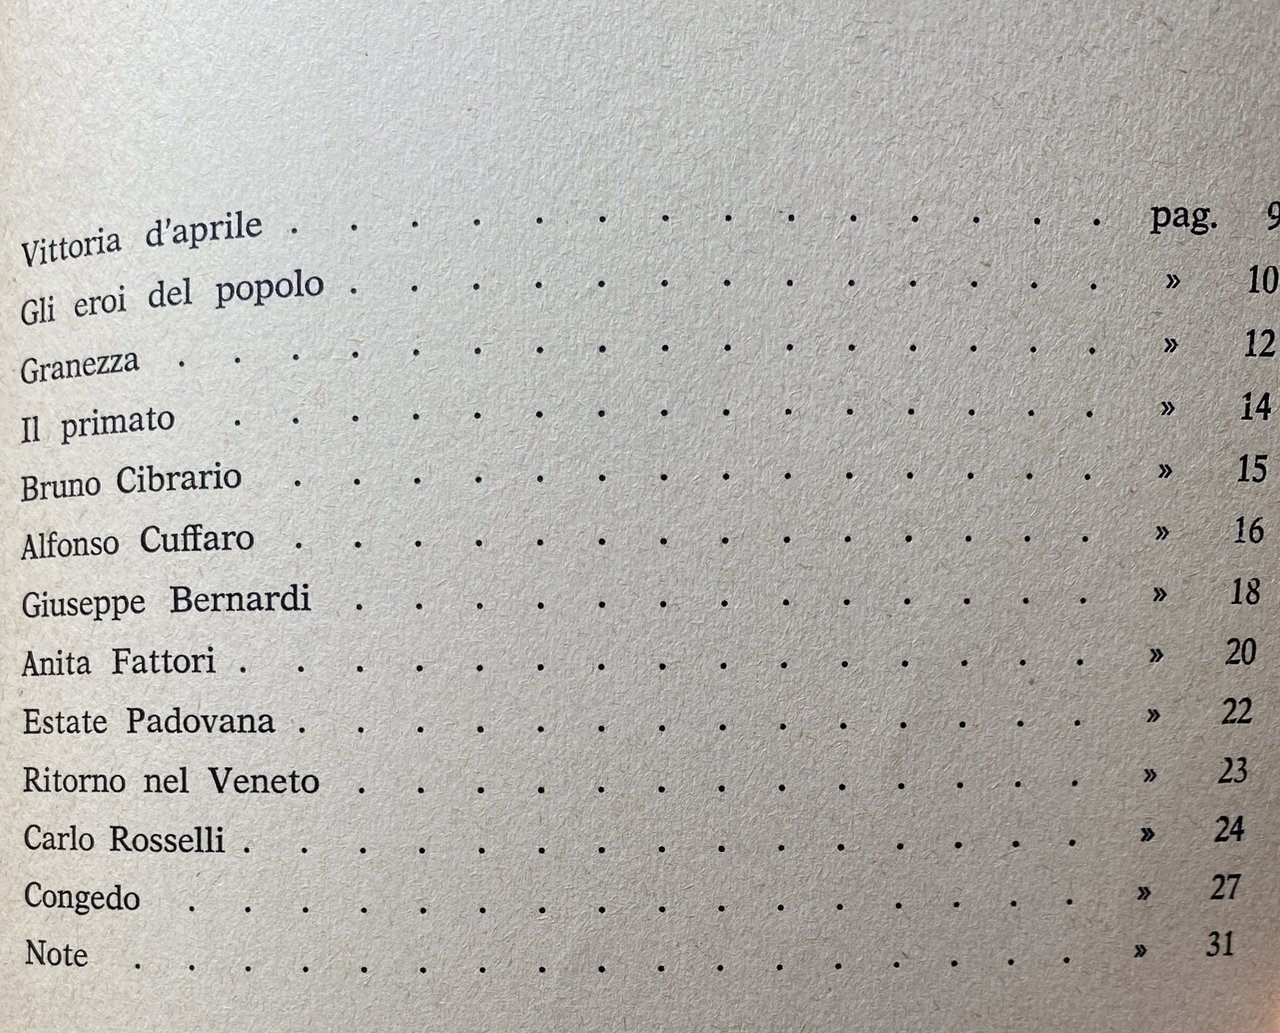 Vittoria d'aprile . . . . . . . . . . . . . . pag. 9
Gli eroi del popolo . . . . . . . . . . . . . » 10
Granezza . . . . . . . . . . . . . . . . » 12
Il primato . . . . . . . . . . . . . . . » 14
Bruno Cibrario . . . . . . . . . . . . . . » 15
Alfonso Cuffaro . . . . . . . . . . . . . . » 16
Giuseppe Bernardi . . . . . . . . . . . . . » 18
Anita Fattori . . . . . . . . . . . . . . . » 20
Estate Padovana . . . . . . . . . . . . . . » 22
Ritorno nel Veneto . . . . . . . . . . . . . » 23
Carlo Rosselli . . . . . . . . . . . . . . . » 24
Congedo . . . . . . . . . . . . . . . . » 27
Note . . . . . . . . . . . . . . . . . » 31